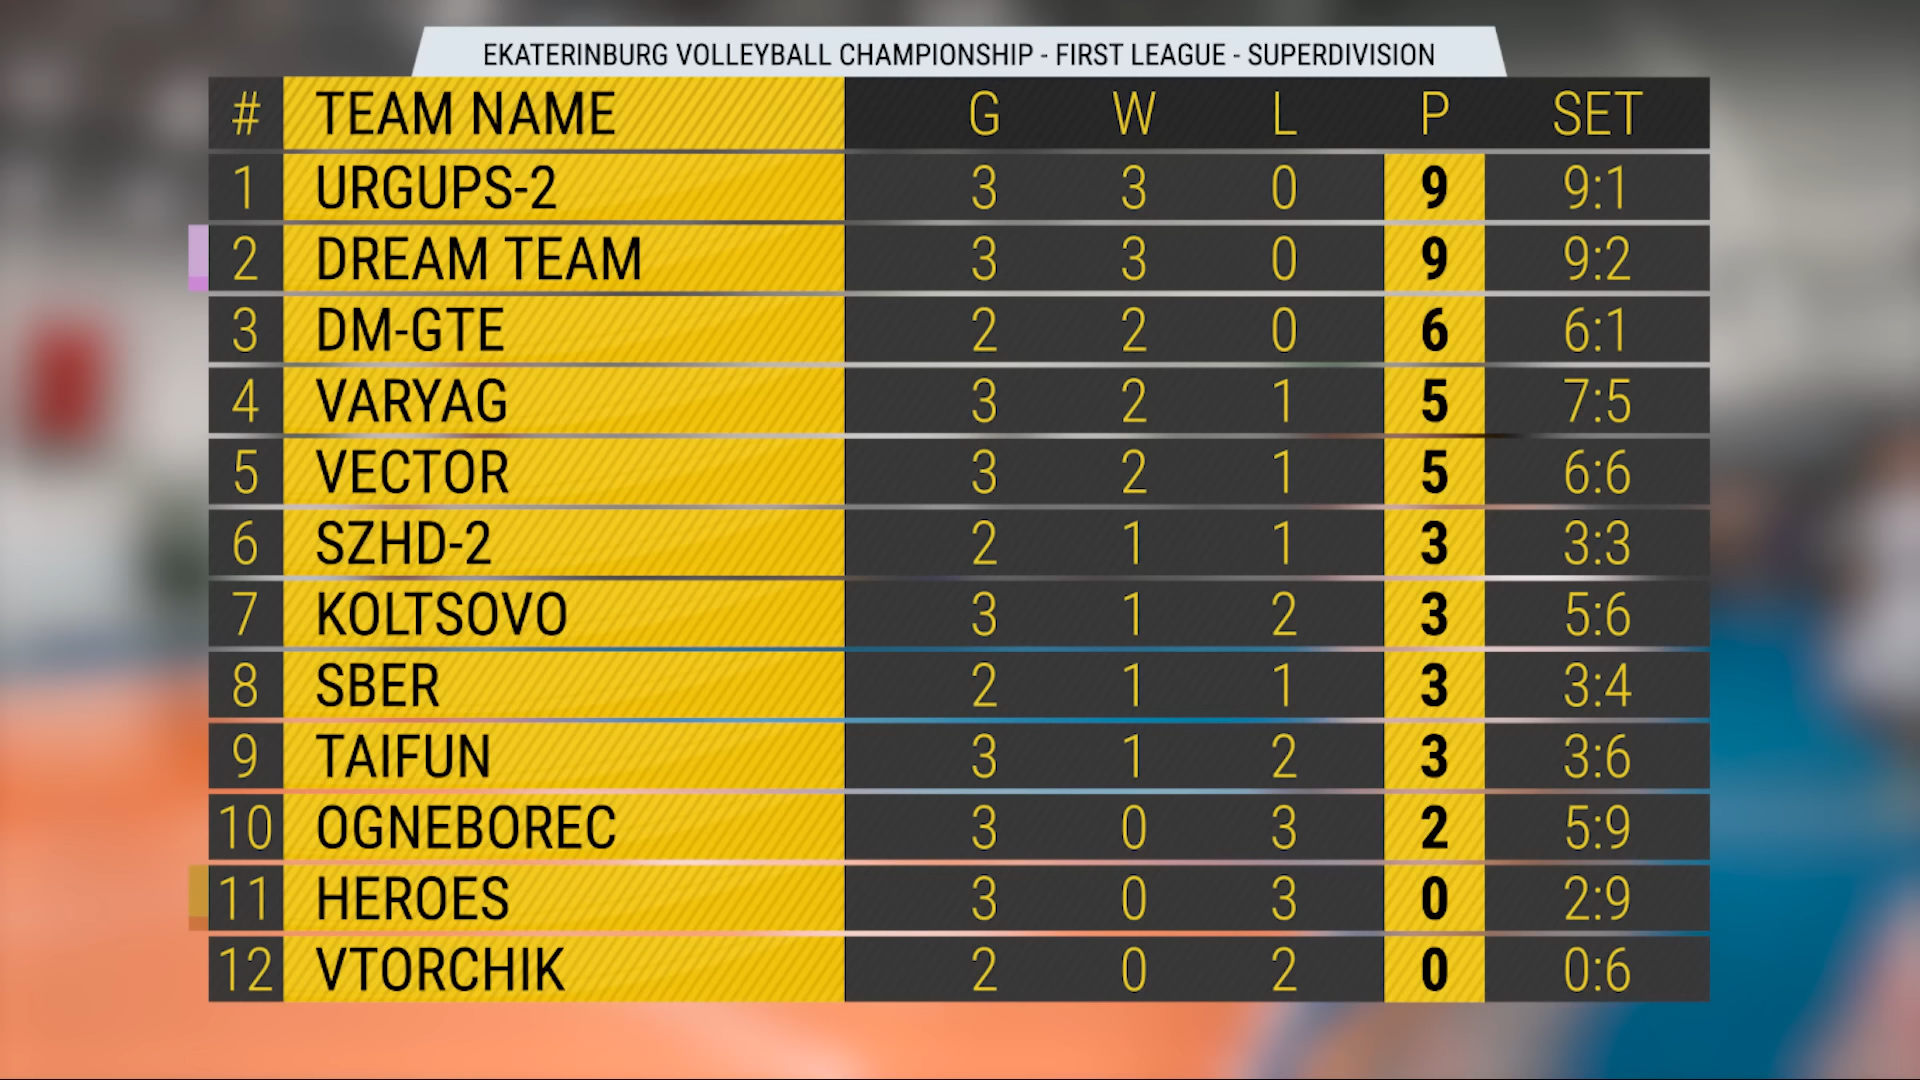 EKATERINBURG VOLLEYBALL CHAMPIONSHIP - FIRST LEAGUE - SUPERDIVISION
# TEAM NAME G W L P SET
1 URGUPS-2 3 3 0 9 9:1
2 DREAM TEAM 3 3 0 9 9:2
3 DM-GTE 2 2 0 6 6:1
4 VARYAG 3 2 1 5 7:5
5 VECTOR 3 2 1 5 6:6
6 SZHD-2 2 1 1 3 3:3
7 KOLTSOVO 3 1 2 3 5:6
8 SBER 2 1 1 3 3:4
9 TAIFUN 3 1 2 3 3:6
10 OGNEBOREC 3 0 3 2 5:9
11 HEROES 3 0 3 0 2:9
12 VTORCHIK 2 0 2 0 0:6